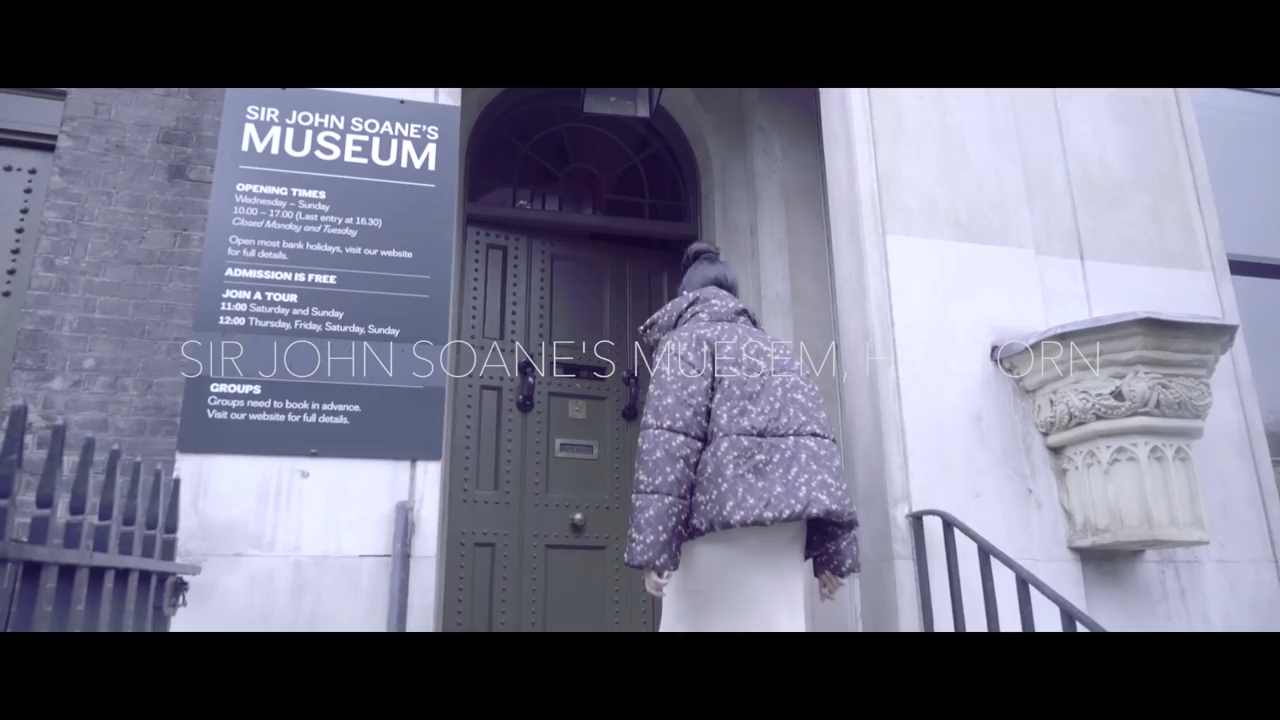 SIR JOHN SOANE'S
MUSEUM
OPENING TIMES
Wednesday – Sunday
10.00 – 17.00 (Last entry at 16.30)
Closed Monday and Tuesday
Open most bank holidays, visit our website
for full details.
ADMISSION IS FREE
JOIN A TOUR
11:00 Saturday and Sunday
12:00 Thursday, Friday, Saturday, Sunday
SIR JOHN SOANE'S MUESEM, HOLBORN
GROUPS
Groups need to book in advance.
Visit our website for full details.